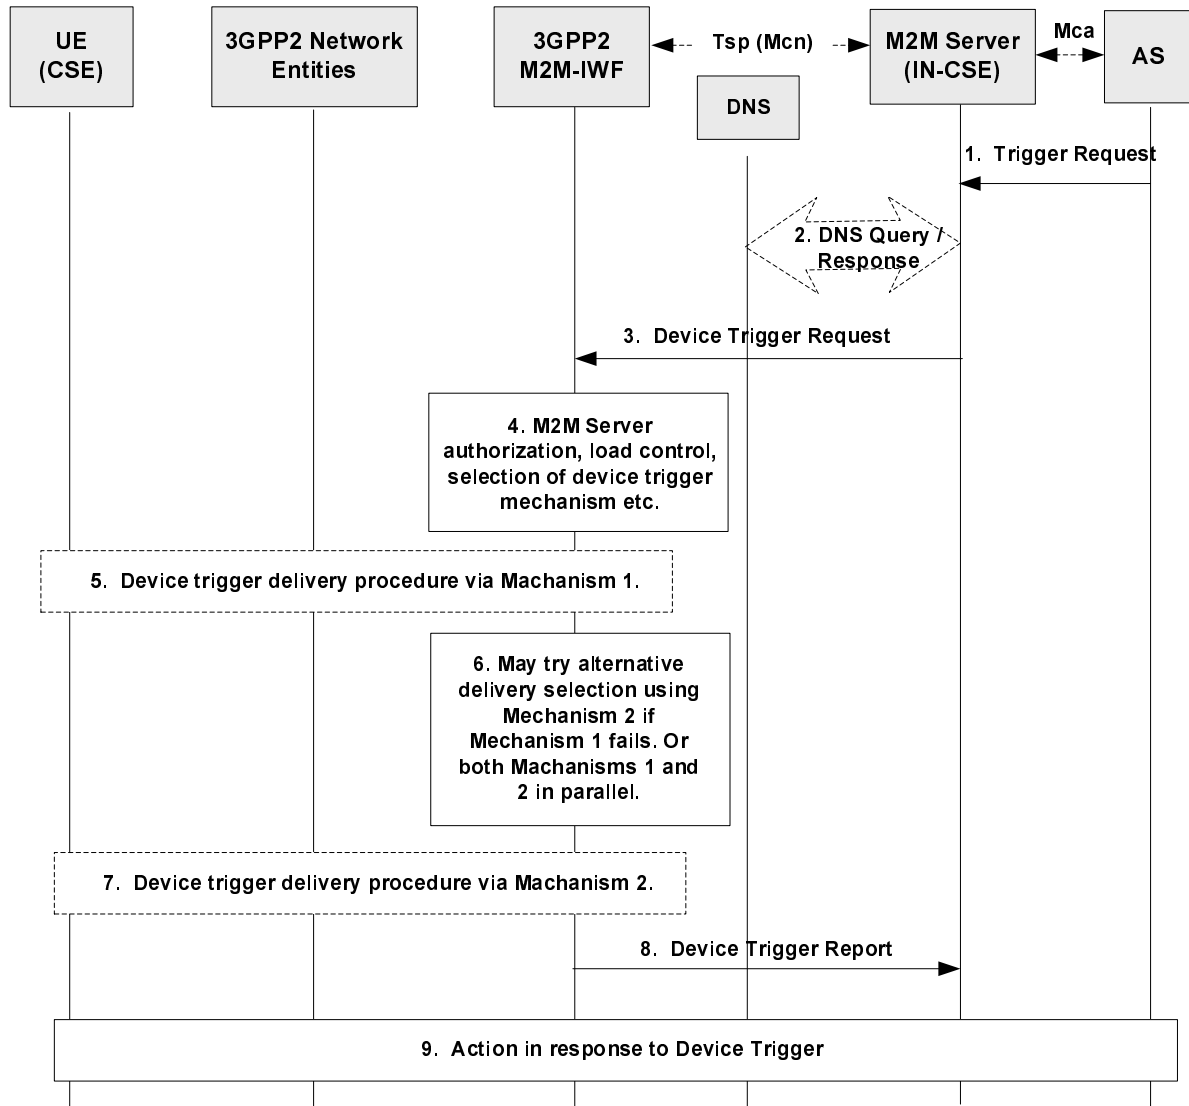 UE
(CSE)
3GPP2 Network
Entities
3GPP2
M2M-IWF
Tsp (Mcn)
M2M Server
(IN-CSE)
Mca
AS
DNS
1. Trigger Request
2. DNS Query /
Response
3. Device Trigger Request
4. M2M Server
authorization, load control,
selection of device trigger
mechanism etc.
5. Device trigger delivery procedure via Machanism 1.
6. May try alternative
delivery selection using
Mechanism 2 if
Mechanism 1 fails. Or
both Machanisms 1 and
2 in parallel.
7. Device trigger delivery procedure via Machanism 2.
8. Device Trigger Report
9. Action in response to Device Trigger